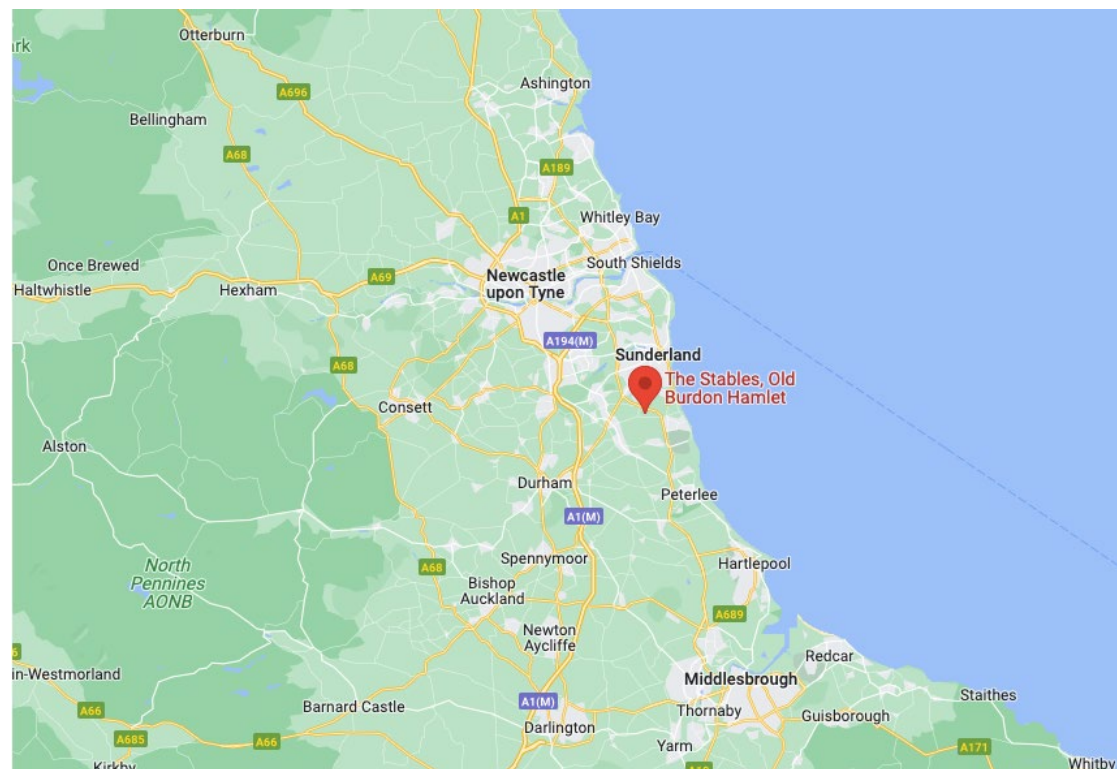 Otterburn
ark
Ashington
A696
Bellingham
A68
A189
A1
Whitley Bay
Once Brewed
South Shields
Haltwhistle
A69
Hexham
Newcastle
upon Tyne
A194(M)
Sunderland
A68
The Stables, Old
Burdon Hamlet
Consett
Alston
Durham
Peterlee
A1(M)
Spennymoor
Hartlepool
North
Pennines
AONB
A68
Bishop
Auckland
A689
Newton
Aycliffe
6
Redcar
in-Westmorland
Middlesbrough
Staithes
A1(M)
Barnard Castle
Thornaby
A66
Guisborough
Darlington
A685
A66
Yarm
A171
Kirkby
Whitby